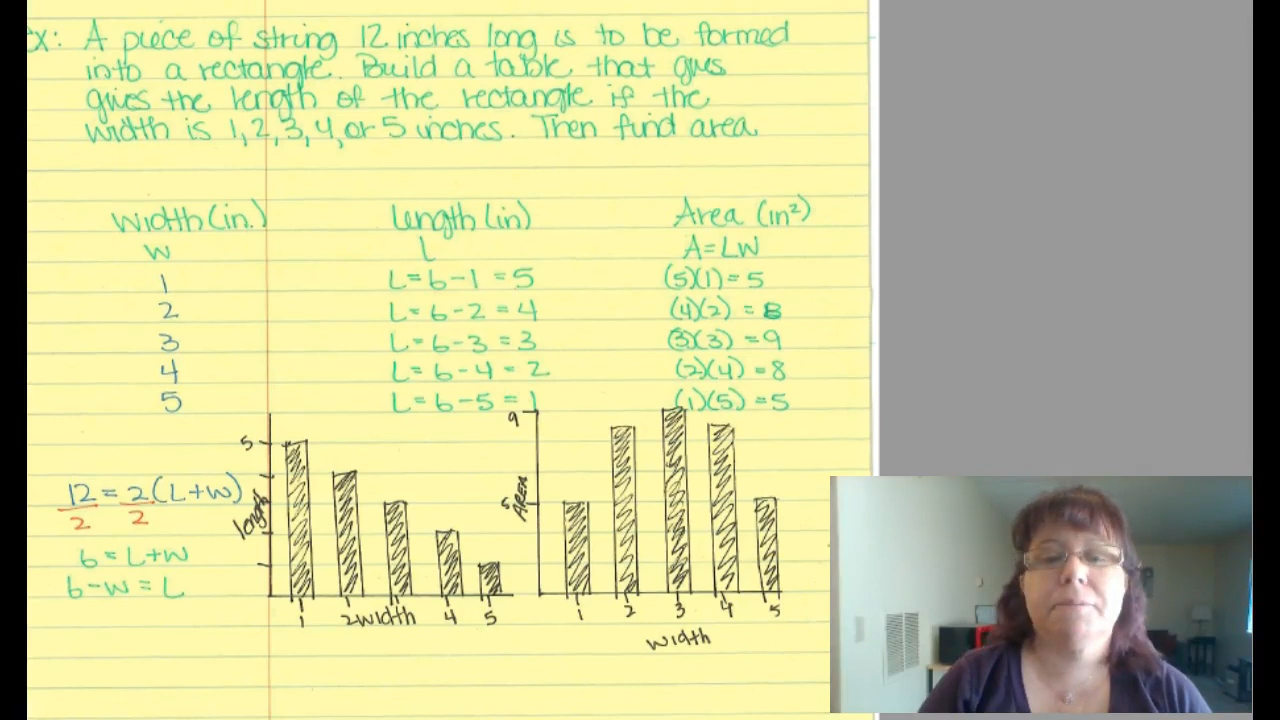 ex: A piece of string 12 inches long is to be formed
into a rectangle. Build a table that gives
gives the length of the rectangle if the
width is 1, 2, 3, 4, or 5 inches. Then find area.
width (in.) length (in) Area (in²)
w L A = LW
1 L = 6 - 1 = 5 (5)(1) = 5
2 L = 6 - 2 = 4 (4)(2) = 8
3 L = 6 - 3 = 3 (3)(3) = 9
4 L = 6 - 4 = 2 (2)(4) = 8
5 L = 6 - 5 = 1 (1)(5) = 5
12 = 2(L+W)
2 2
6 = L+W
6 - W = L
5
length
1 2 width 4 5
9
5
AREA
1 2 3 4 5
width